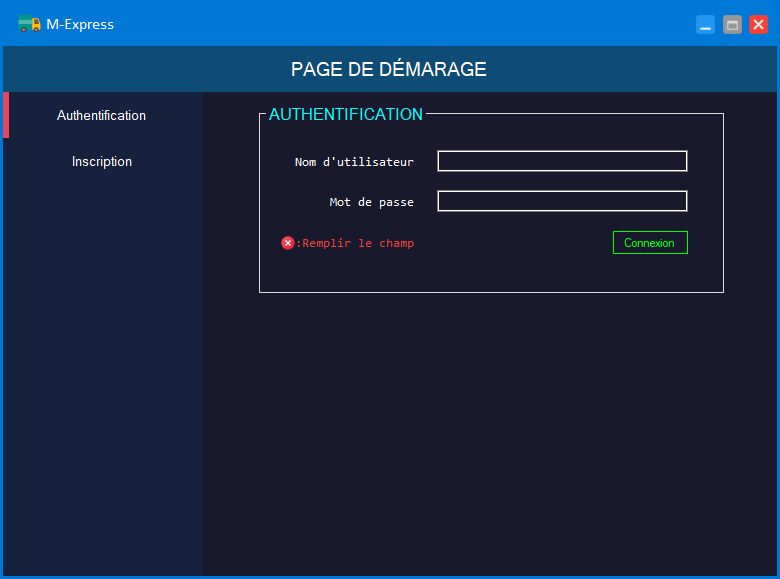 M-Express
PAGE DE DÉMARAGE
Authentification
Inscription
AUTHENTIFICATION
Nom d'utilisateur
Mot de passe
:Remplir le champ
Connexion